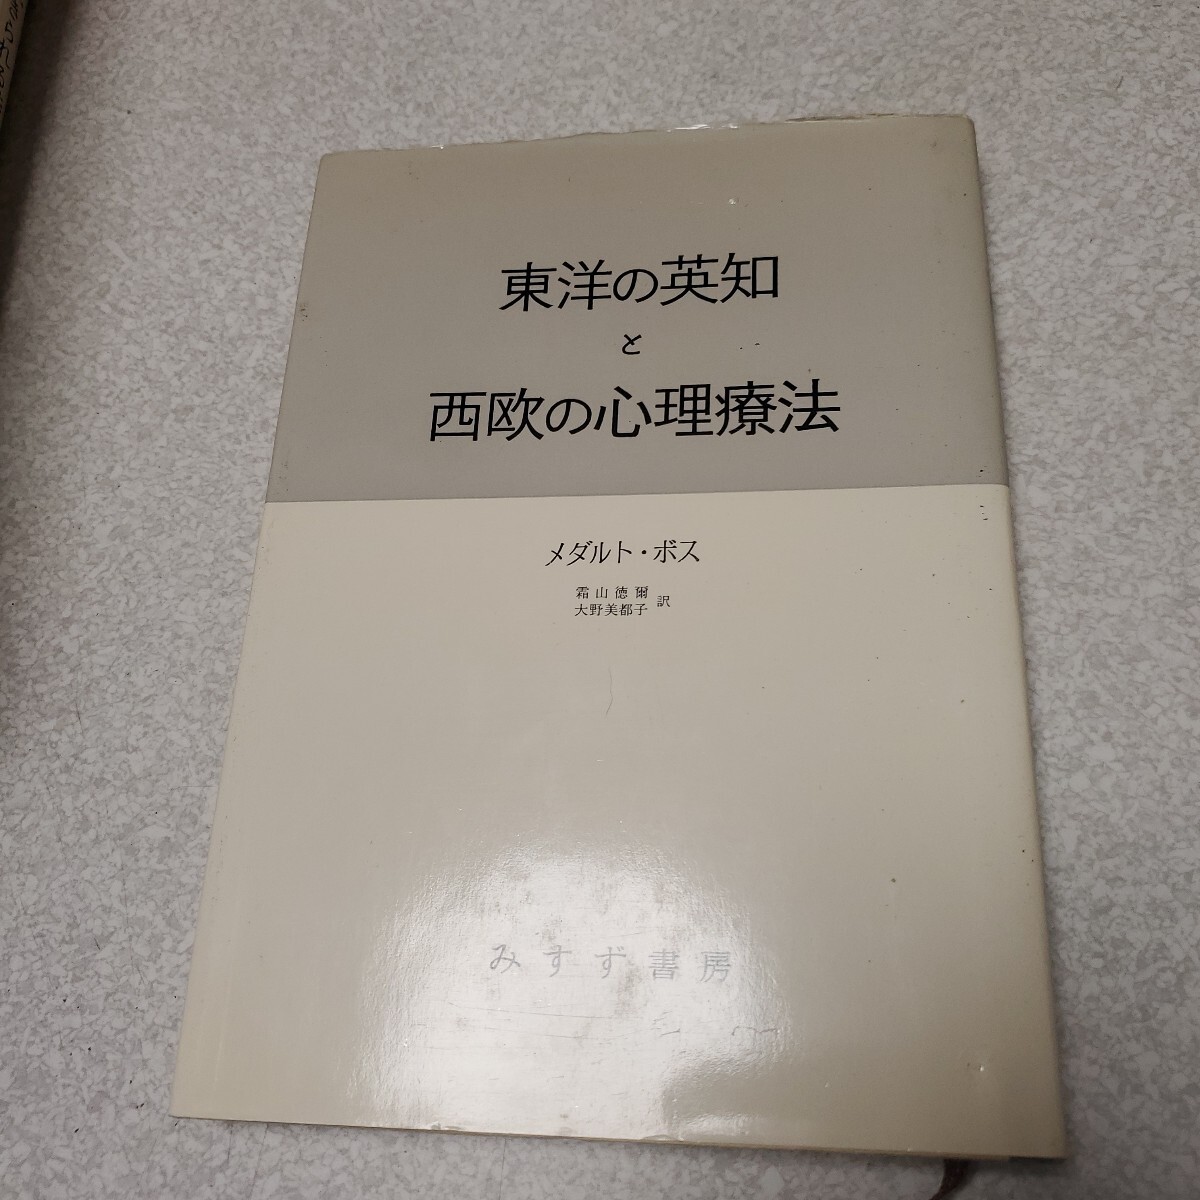 東洋の英知
と
西欧の心理療法
メダルト・ボス
霜山徳爾
大野美都子 訳
みすず書房